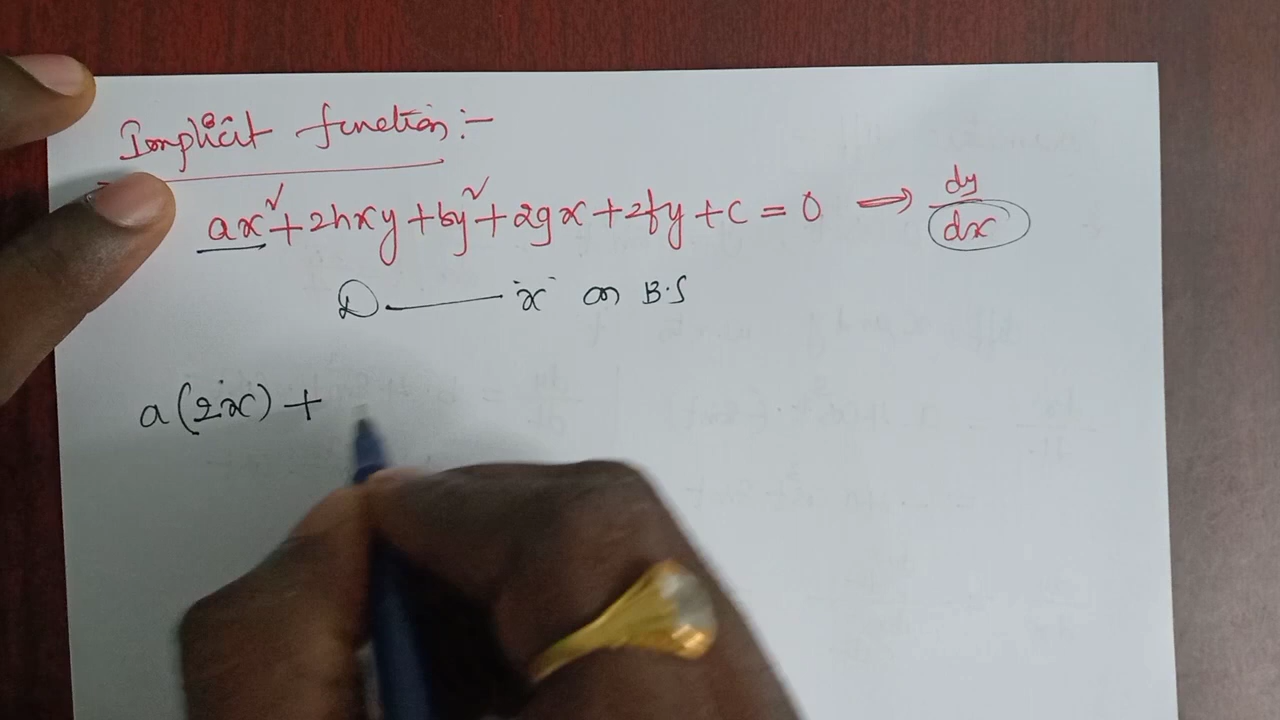 Implicit function:-
ax²+2hxy+by²+2gx+2fy+c=0 ⇒ dy/dx
D——— x on B.S
a(2x)+